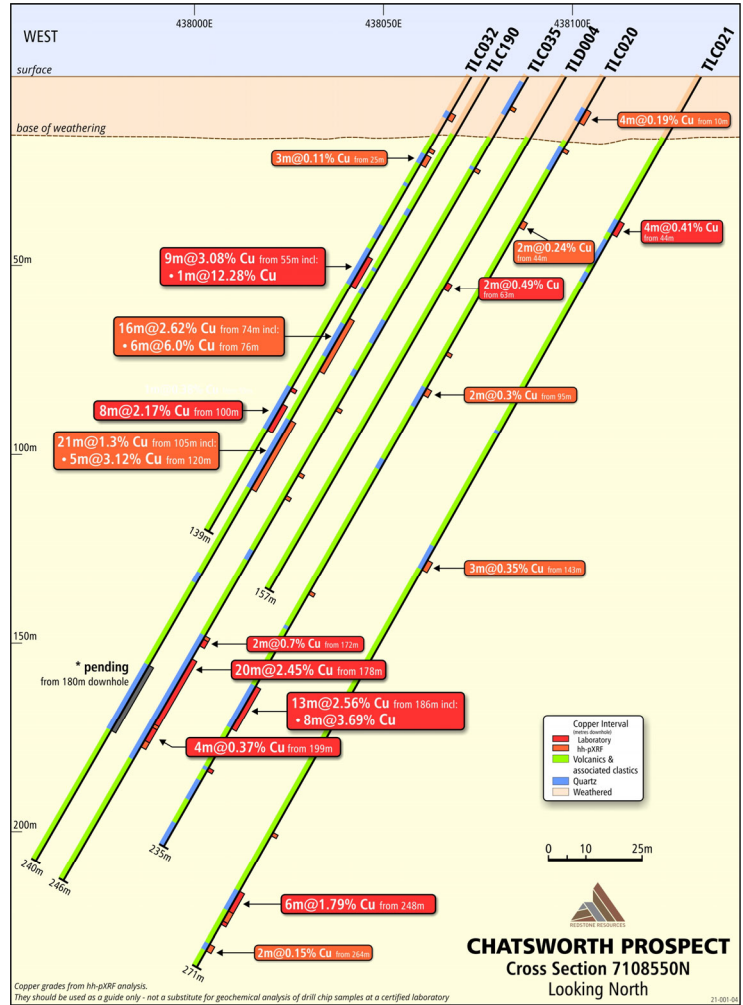 438000E
438050E
438100E
WEST
TLC032
TLC190
TLC035
TLD004
TLC020
TLC021
surface
base of weathering
4m@0.19% Cu from 10m
3m@0.11% Cu from 25m
4m@0.41% Cu
from 44m
2m@0.24% Cu
from 44m
9m@3.08% Cu from 55m incl:
• 1m@12.28% Cu
50m
2m@0.49% Cu
from 63m
16m@2.62% Cu from 74m incl:
• 6m@6.0% Cu from 76m
2m@0.3% Cu from 95m
8m@2.17% Cu from 100m
21m@1.3% Cu from 105m incl:
• 5m@3.12% Cu from 120m
100m
139m
3m@0.35% Cu from 143m
157m
150m
2m@0.7% Cu from 172m
* pending
from 180m downhole
20m@2.45% Cu from 178m
13m@2.56% Cu from 186m incl:
• 8m@3.69% Cu
4m@0.37% Cu from 199m
Copper Interval
(metres downhole)
Laboratory
hh-pXRF
Volcanics &
associated clastics
Quartz
Weathered
200m
235m
240m
246m
0 10 25m
6m@1.79% Cu from 248m
REDSTONE RESOURCES
2m@0.15% Cu from 264m
271m
CHATSWORTH PROSPECT
Cross Section 7108550N
Looking North
Copper grades from hh-pXRF analysis.
They should be used as a guide only - not a substitute for geochemical analysis of drill chip samples at a certified laboratory
21-001-04